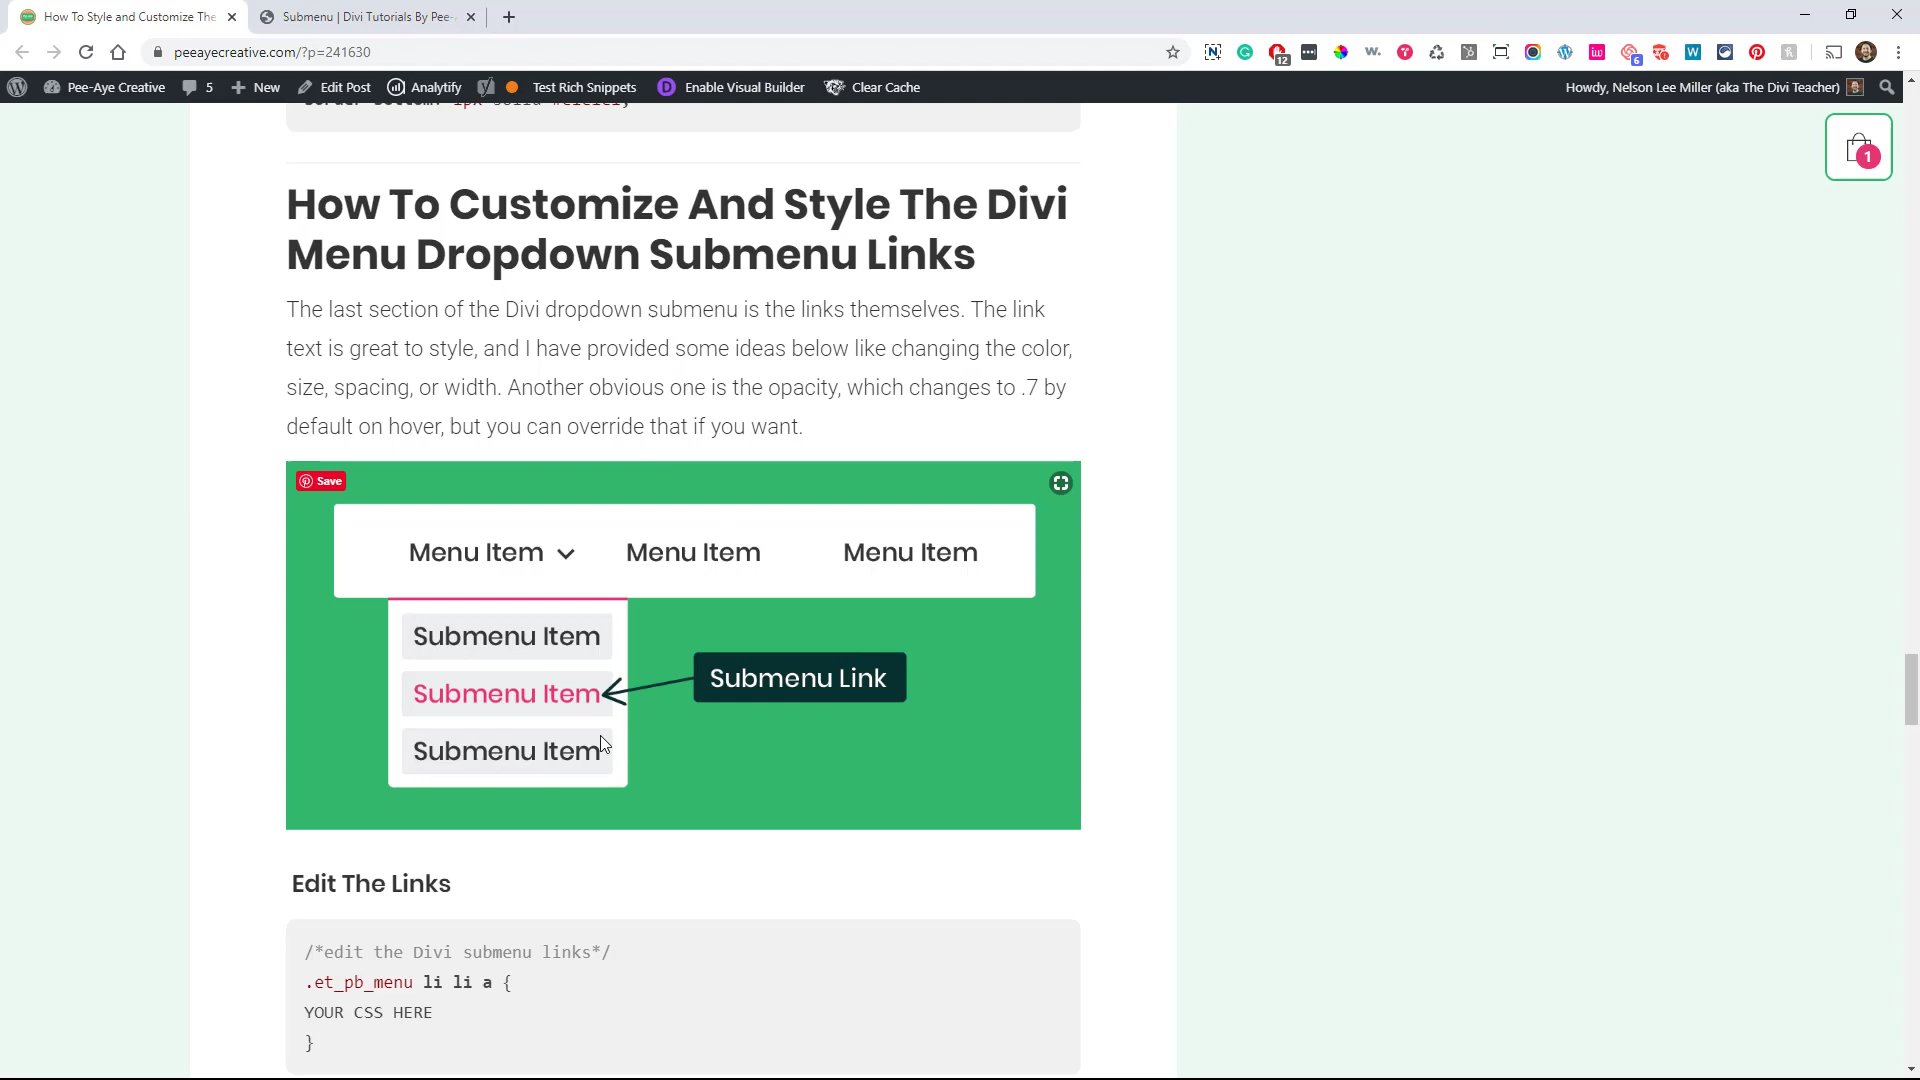 How To Style and Customize The
Submenu | Divi Tutorials By Pee-
peeayecreative.com/?p=241630
12
6
Pee-Aye Creative
5
New
Edit Post
Analytify
Test Rich Snippets
Enable Visual Builder
Clear Cache
Howdy, Nelson Lee Miller (aka The Divi Teacher)
1
How To Customize And Style The Divi
Menu Dropdown Submenu Links
The last section of the Divi dropdown submenu is the links themselves. The link
text is great to style, and I have provided some ideas below like changing the color,
size, spacing, or width. Another obvious one is the opacity, which changes to .7 by
default on hover, but you can override that if you want.
Save
Menu Item
Menu Item
Menu Item
Submenu Item
Submenu Item
Submenu Link
Submenu Item
Edit The Links
/*edit the Divi submenu links*/
.et_pb_menu li li a {
YOUR CSS HERE
}